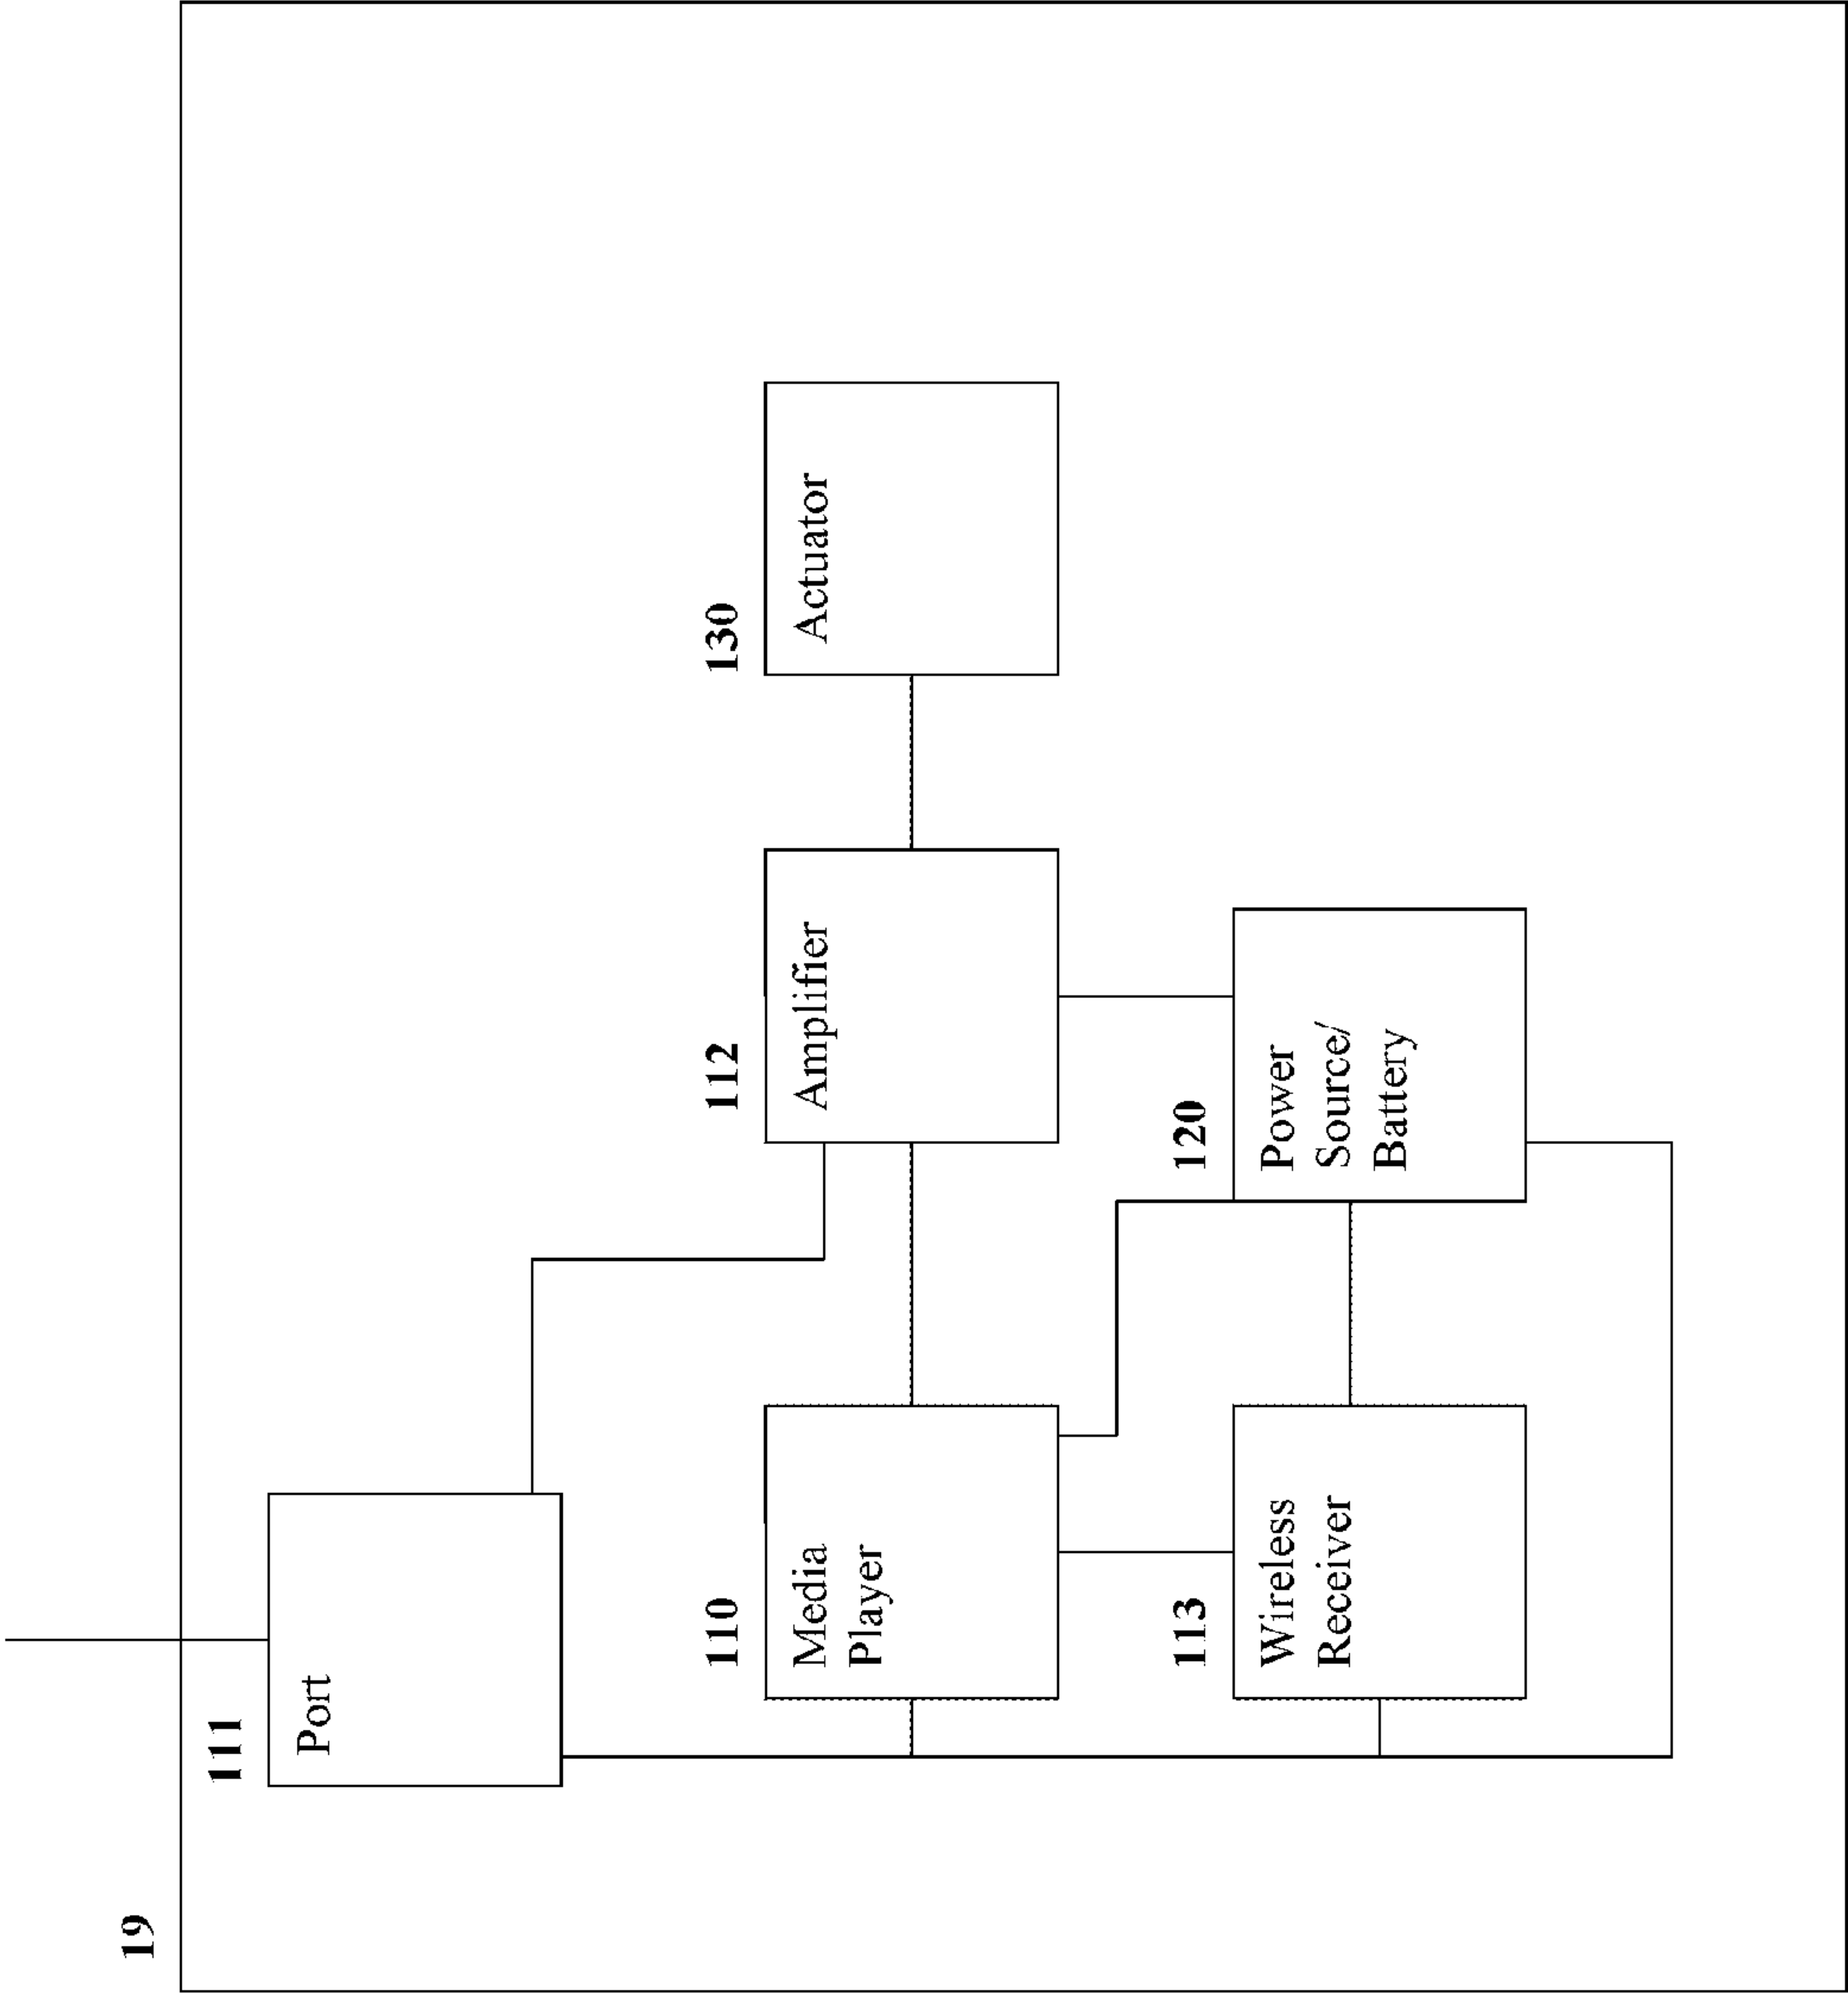 19
111
Port
110
Media
Player
112
Amplifier
130
Actuator
113
Wireless
Receiver
120
Power
Source/
Battery